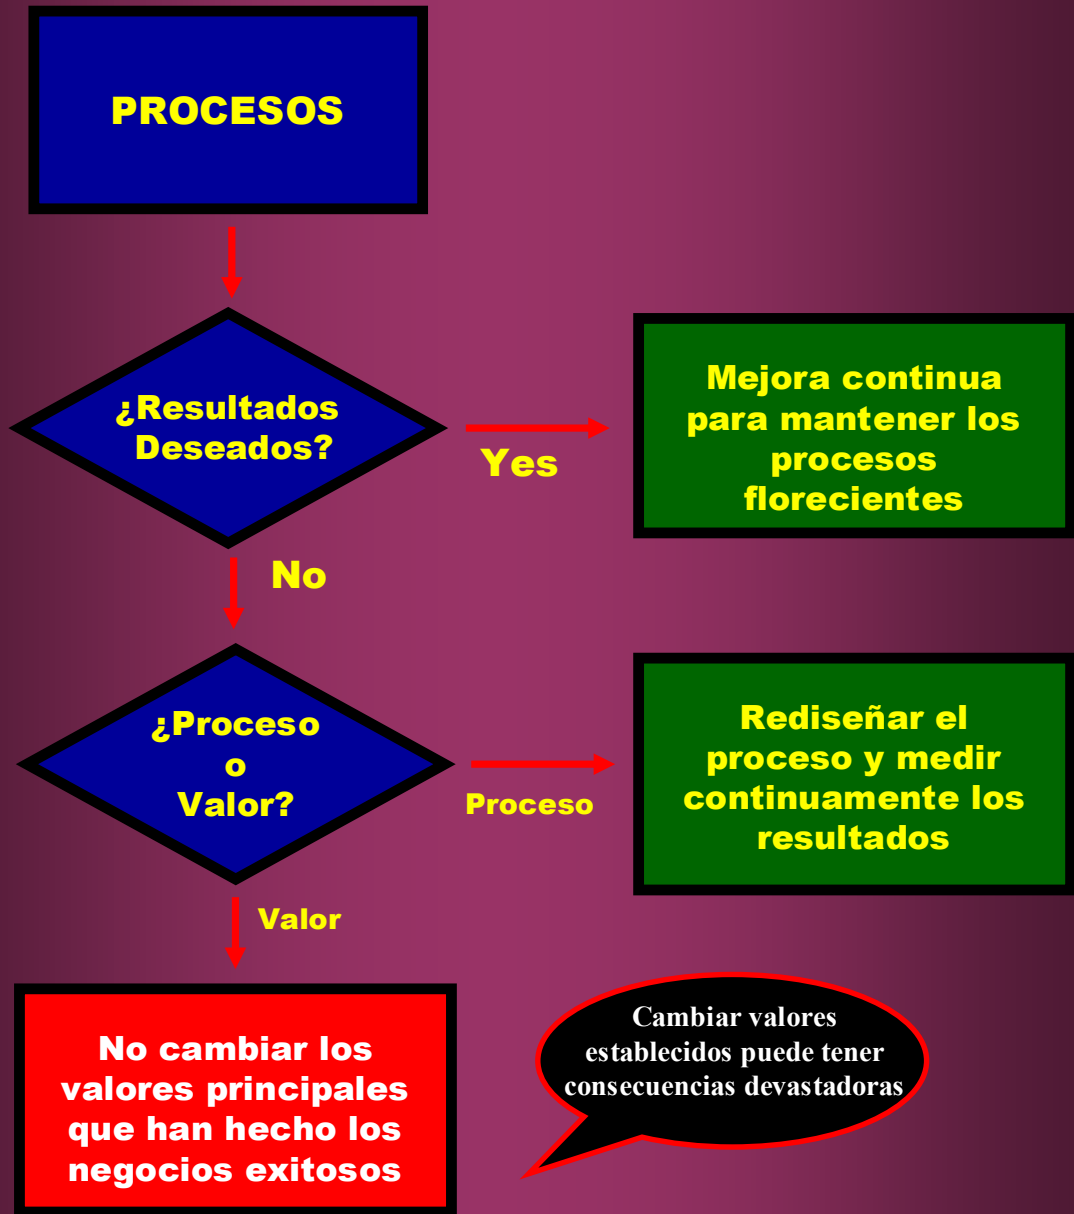 PROCESOS
¿Resultados
Deseados?
Yes
Mejora continua
para mantener los
procesos
florecientes
No
¿Proceso
o
Valor?
Proceso
Rediseñar el
proceso y medir
continuamente los
resultados
Valor
No cambiar los
valores principales
que han hecho los
negocios exitosos
Cambiar valores
establecidos puede tener
consecuencias devastadoras